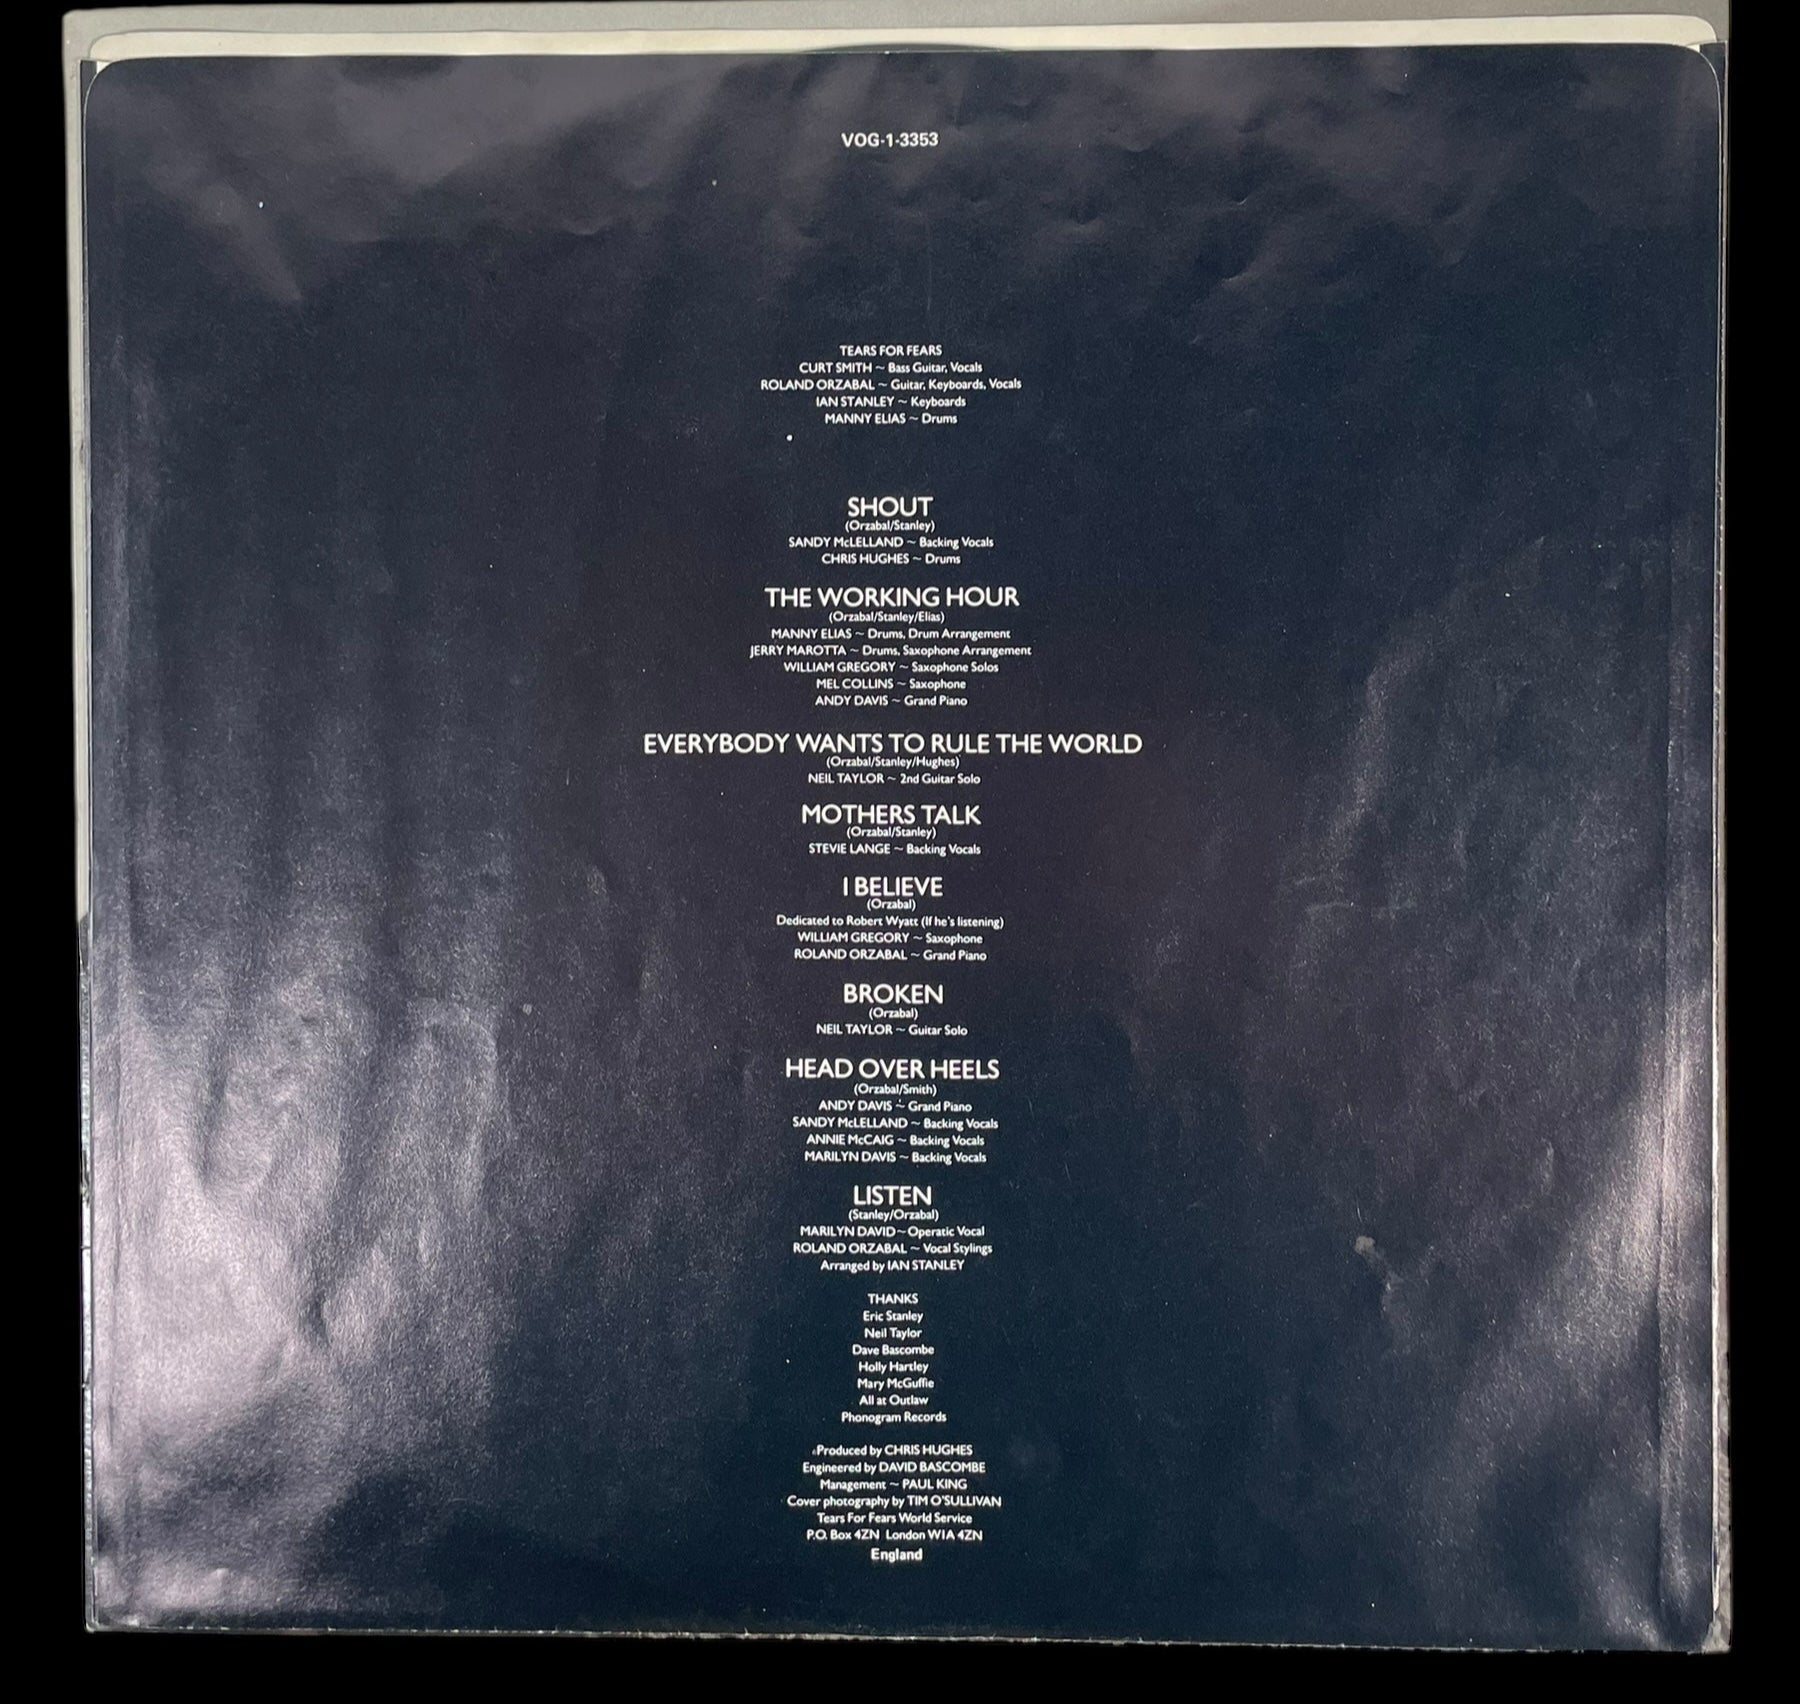 VOG-1-3353
TEARS FOR FEARS
CURT SMITH ~ Bass Guitar, Vocals
ROLAND ORZABAL ~ Guitar, Keyboards, Vocals
IAN STANLEY ~ Keyboards
MANNY ELIAS ~ Drums
SHOUT
(Orzabal/Stanley)
SANDY McLELLAND ~ Backing Vocals
CHRIS HUGHES ~ Drums
THE WORKING HOUR
(Orzabal/Stanley/Elias)
MANNY ELIAS ~ Drums, Drum Arrangement
JERRY MAROTTA ~ Drums, Saxophone Arrangement
WILLIAM GREGORY ~ Saxophone Solos
MEL COLLINS ~ Saxophone
ANDY DAVIS ~ Grand Piano
EVERYBODY WANTS TO RULE THE WORLD
(Orzabal/Stanley/Hughes)
NEIL TAYLOR ~ 2nd Guitar Solo
MOTHERS TALK
(Orzabal/Stanley)
STEVIE LANGE ~ Backing Vocals
I BELIEVE
(Orzabal)
Dedicated to Robert Wyatt (If he's listening)
WILLIAM GREGORY ~ Saxophone
ROLAND ORZABAL ~ Grand Piano
BROKEN
(Orzabal)
NEIL TAYLOR ~ Guitar Solo
HEAD OVER HEELS
(Orzabal/Smith)
ANDY DAVIS ~ Grand Piano
SANDY McLELLAND ~ Backing Vocals
ANNIE McCAIG ~ Backing Vocals
MARILYN DAVIS ~ Backing Vocals
LISTEN
(Stanley/Orzabal)
MARILYN DAVID~Operatic Vocal
ROLAND ORZABAL ~ Vocal Stylings
Arranged by IAN STANLEY
THANKS
Eric Stanley
Neil Taylor
Dave Bascombe
Holly Hartley
Mary McGuffie
All at Outlaw
Phonogram Records
Produced by CHRIS HUGHES
Engineered by DAVID BASCOMBE
Management ~ PAUL KING
Cover photography by TIM O'SULLIVAN
Tears For Fears World Service
P.O. Box 4ZN London W1A 4ZN
England